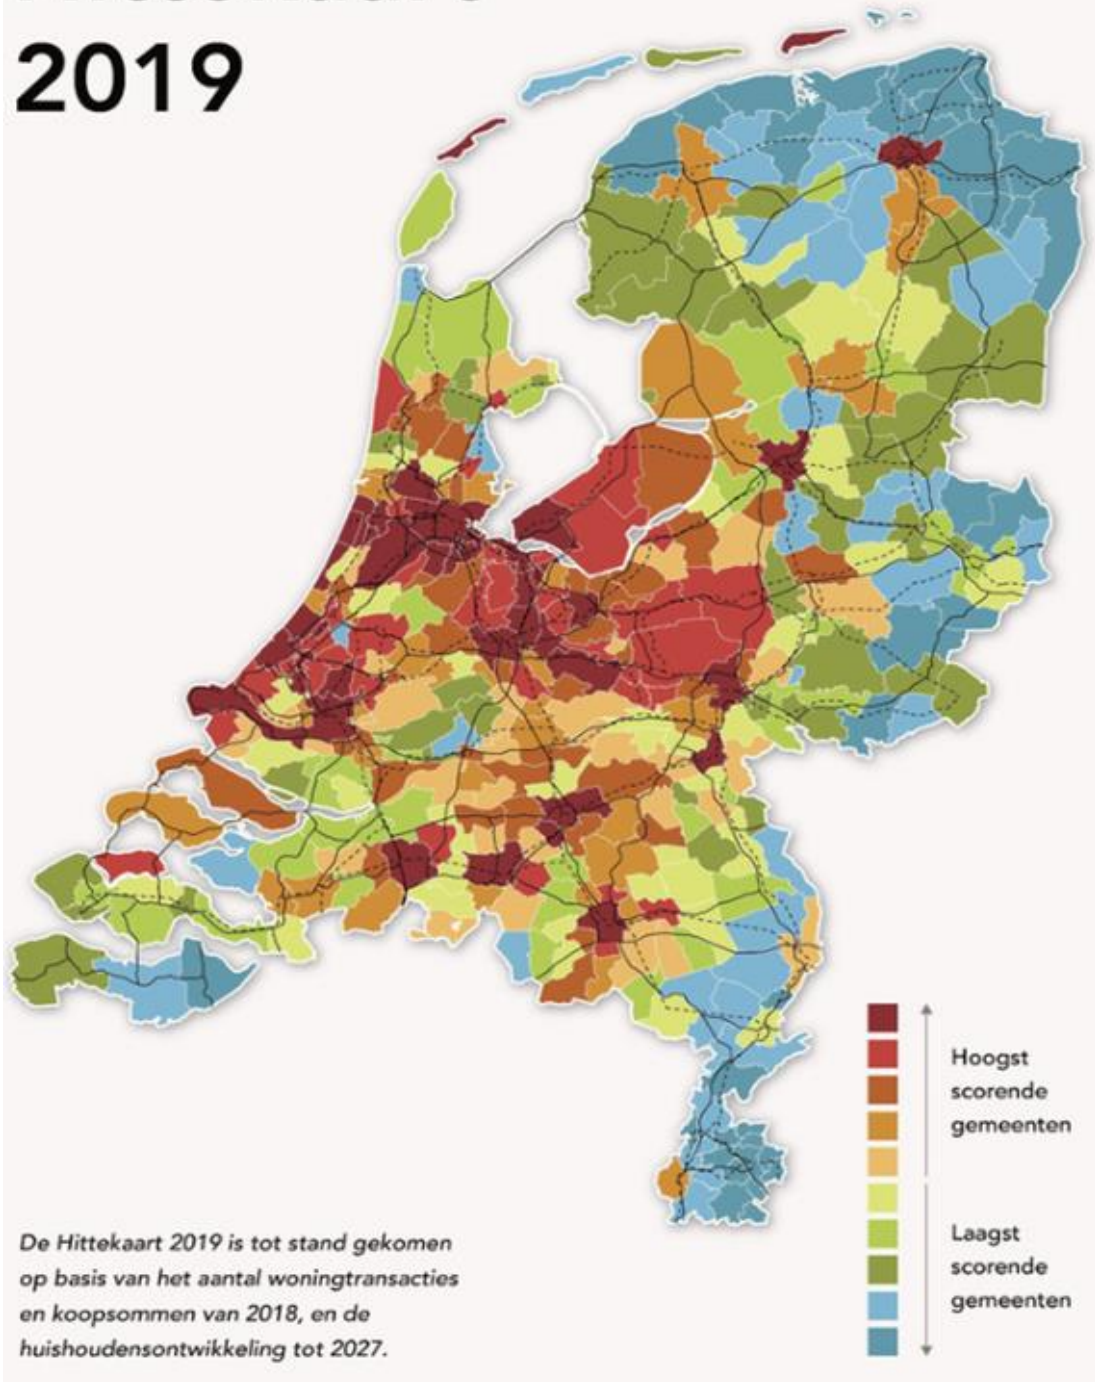 2019
Hoogst
scorende
gemeenten
Laagst
scorende
gemeenten
De Hittekaart 2019 is tot stand gekomen
op basis van het aantal woningtransacties
en koopsommen van 2018, en de
huishoudensontwikkeling tot 2027.